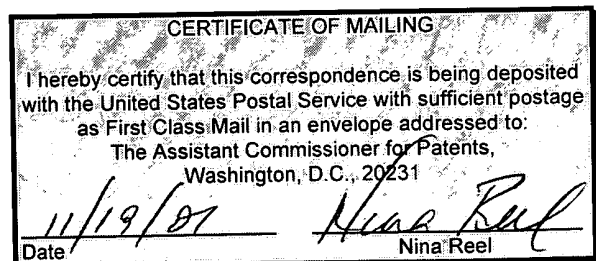 CERTIFICATE OF MAILING
I hereby certify that this correspondence is being deposited
with the United States Postal Service with sufficient postage
as First Class Mail in an envelope addressed to:
The Assistant Commissioner for Patents,
Washington, D.C., 20231
11/19/01 Nina Reel
Date Nina Reel